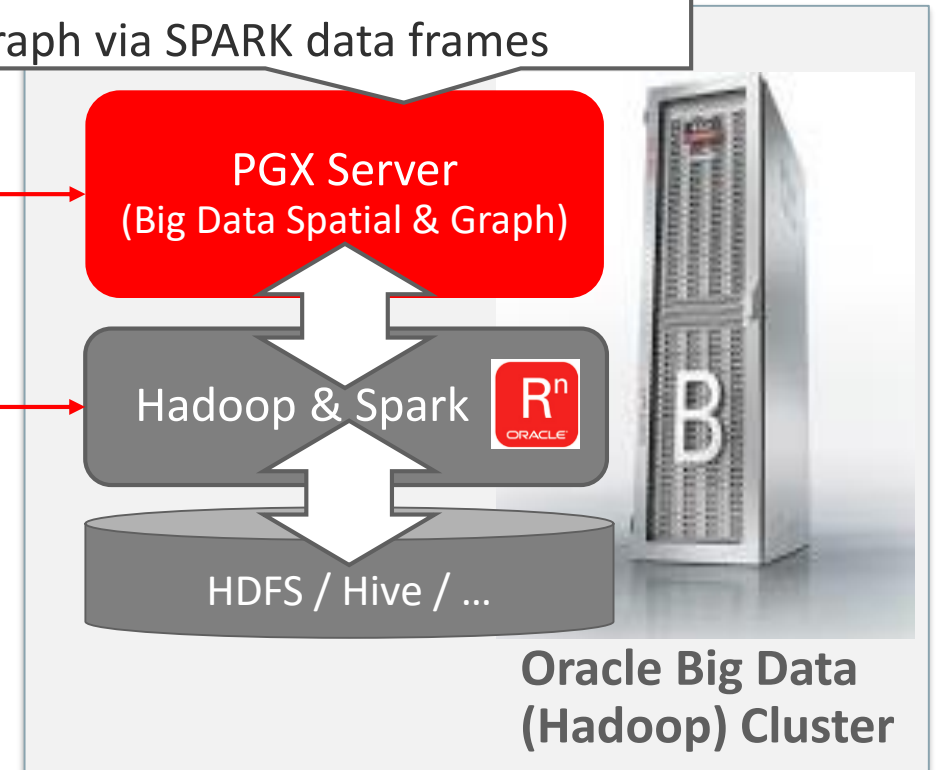 raph via SPARK data frames
PGX Server
(Big Data Spatial & Graph)
Hadoop & Spark
Rⁿ
ORACLE
HDFS / Hive / ...
B
Oracle Big Data
(Hadoop) Cluster